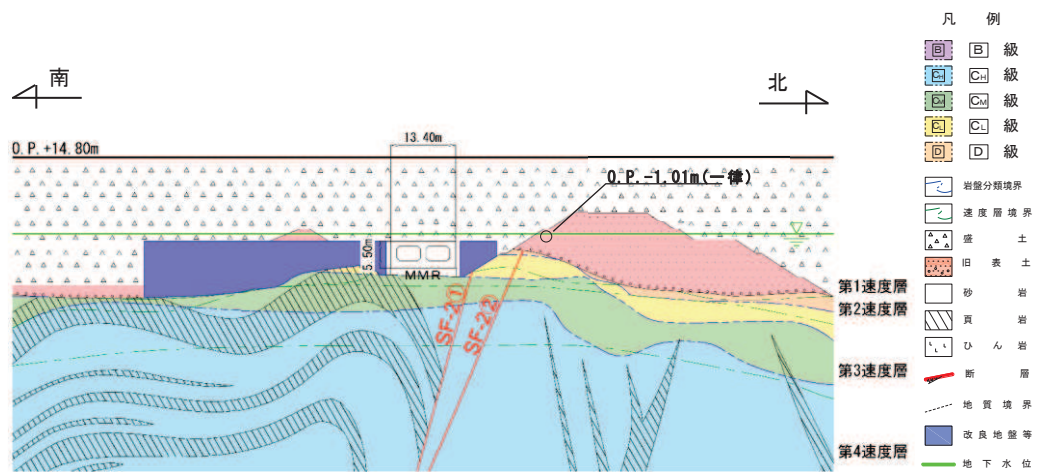 凡 例
南
北
B B 級
CH CH 級
CM CM 級
CL CL 級
D D 級
13.40m
O.P.+14.80m
O.P.-1.01m(一律)
5.50m
MMR
SF-2(1)
SF-2(2)
第1速度層
第2速度層
第3速度層
第4速度層
岩盤分類境界
速度層境界
盛 土
旧 表 土
砂 岩
頁 岩
ひ ん 岩
断 層
地 質 境 界
改 良 地 盤 等
地 下 水 位